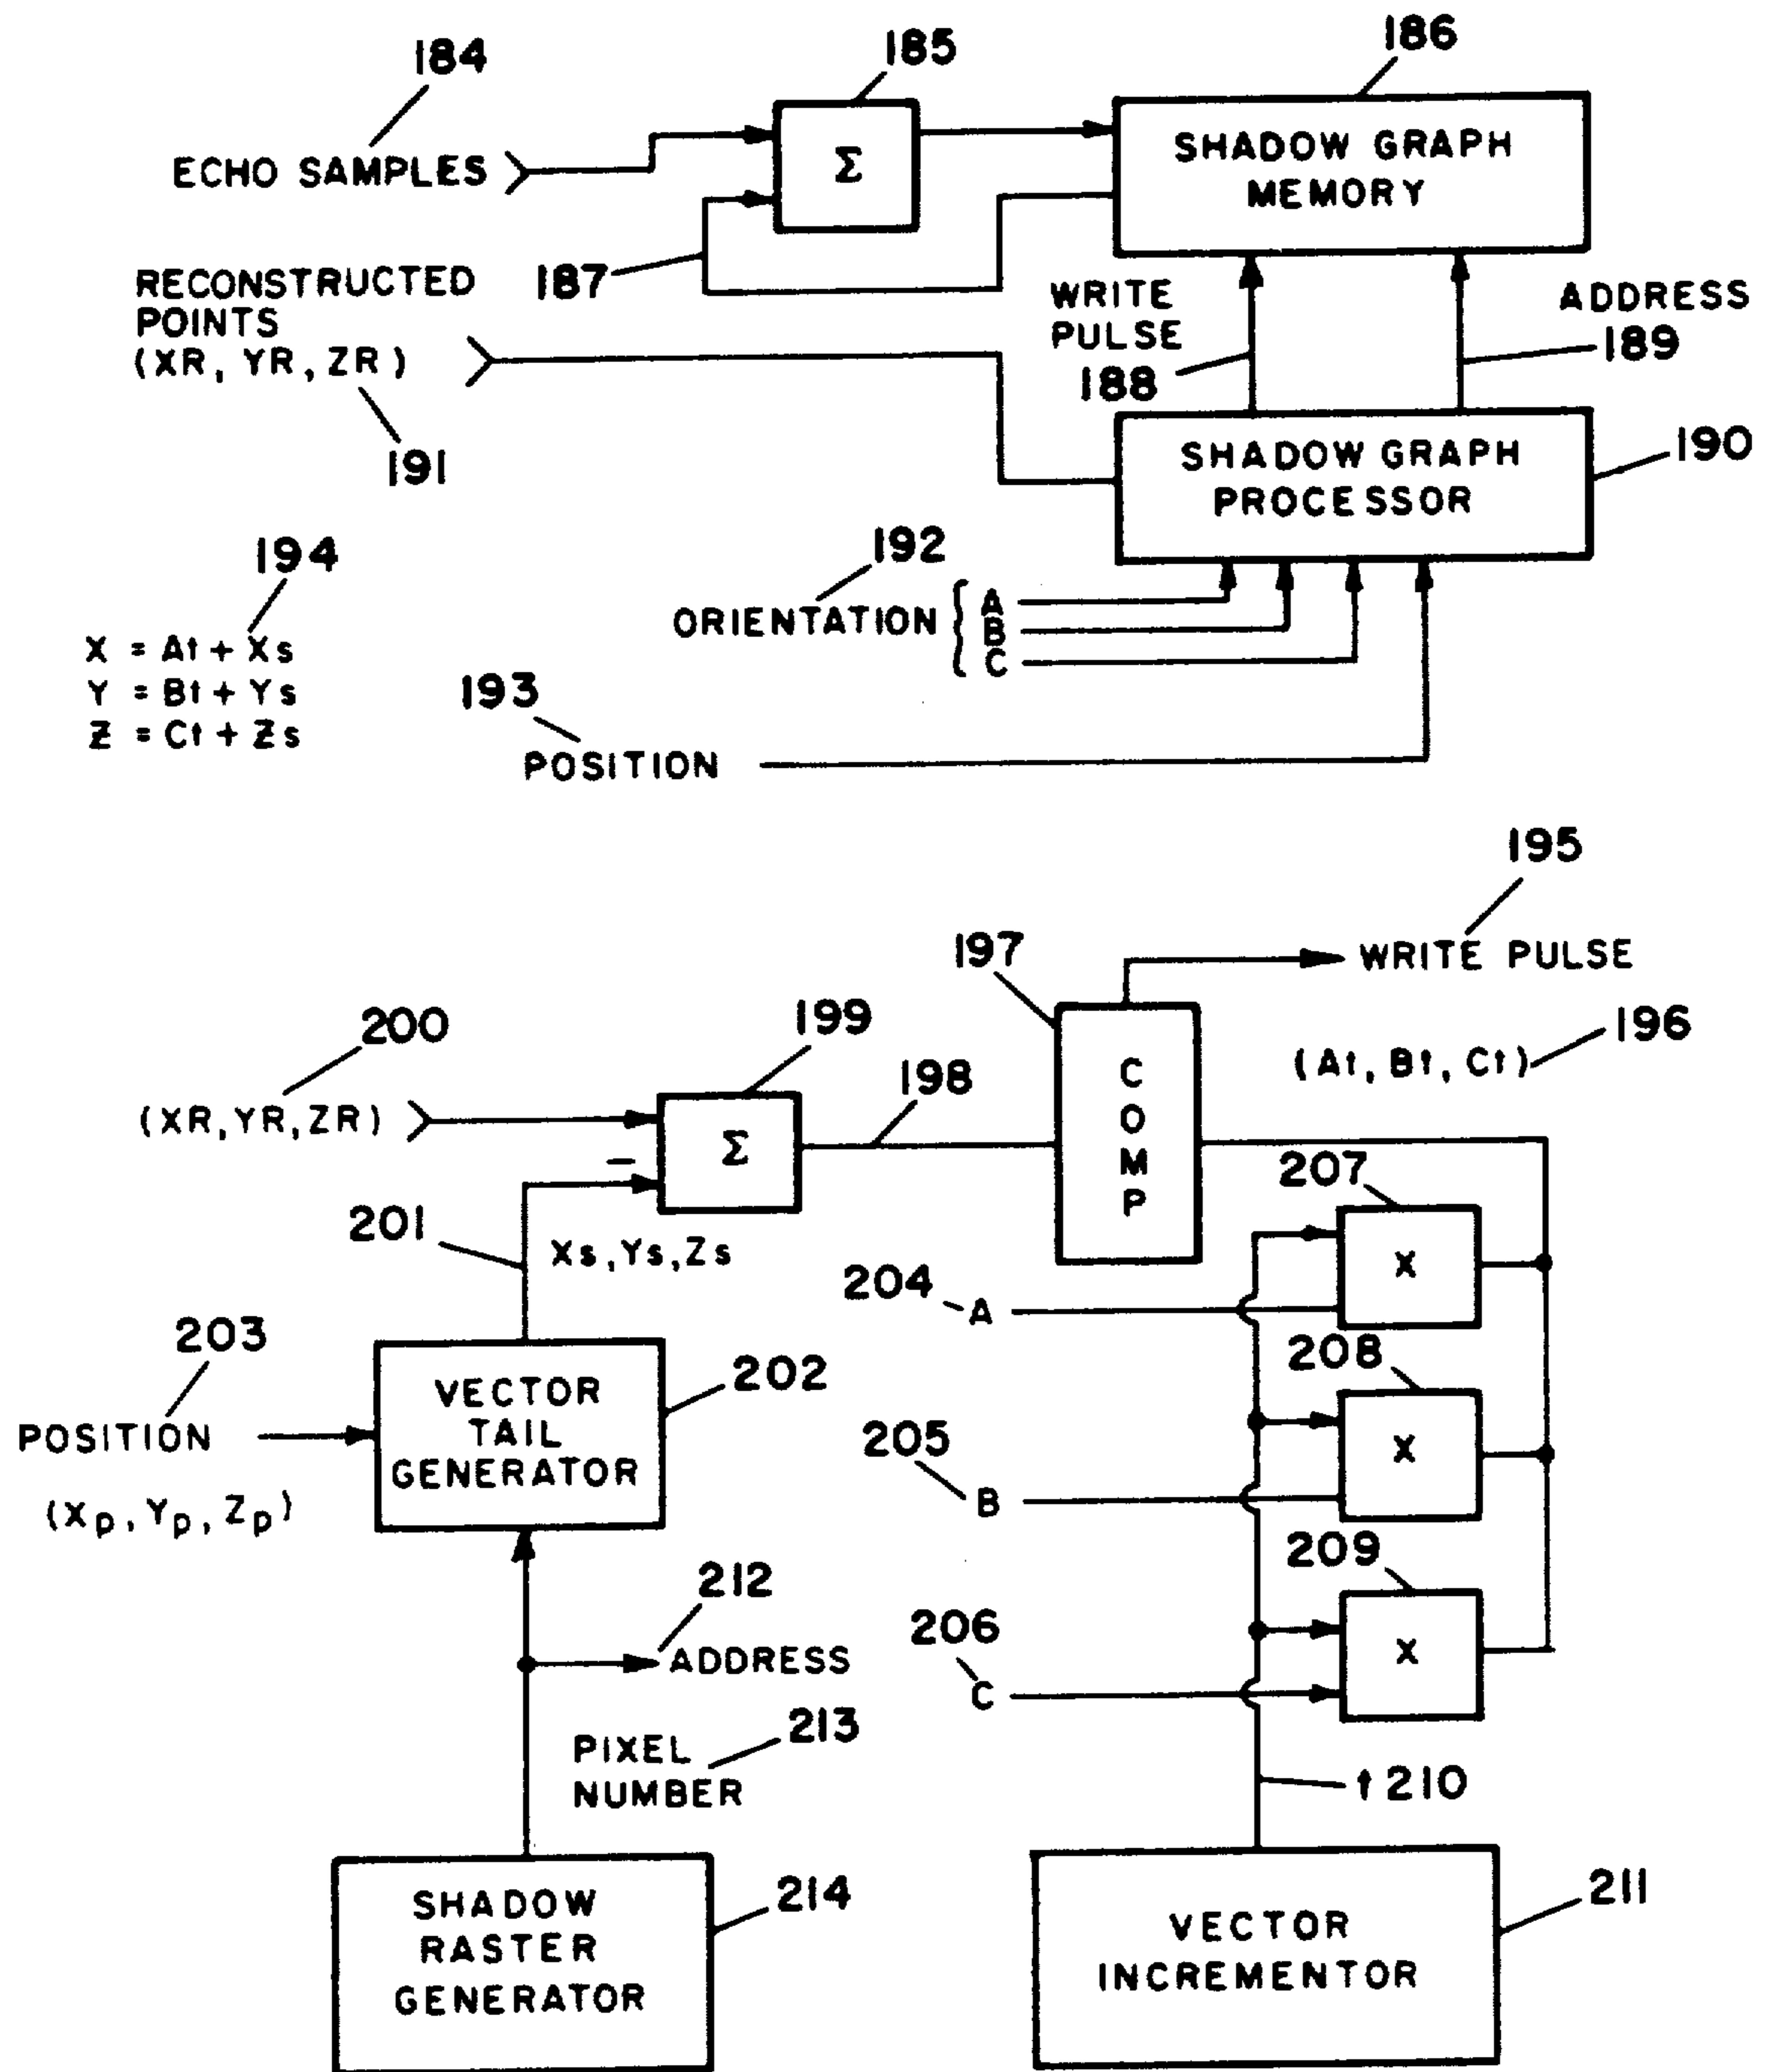 184
185
186
ECHO SAMPLES
Σ
SHADOW GRAPH
MEMORY
RECONSTRUCTED
POINTS
(XR, YR, ZR)
187
WRITE
PULSE
188
ADDRESS
189
191
SHADOW GRAPH
PROCESSOR
190
194
192
ORIENTATION { A
B
C
X = At + Xs
Y = Bt + Ys
Z = Ct + Zs
193
POSITION
195
197
WRITE PULSE
200
199
196
198
(At, Bt, Ct)
(XR, YR, ZR)
−
Σ
COMP
207
201
Xs, Ys, Zs
X
204
A
203
202
208
VECTOR
TAIL
GENERATOR
POSITION
(Xp, Yp, Zp)
205
B
X
209
212
ADDRESS
206
C
X
PIXEL
NUMBER
213
t 210
SHADOW
RASTER
GENERATOR
214
VECTOR
INCREMENTOR
211